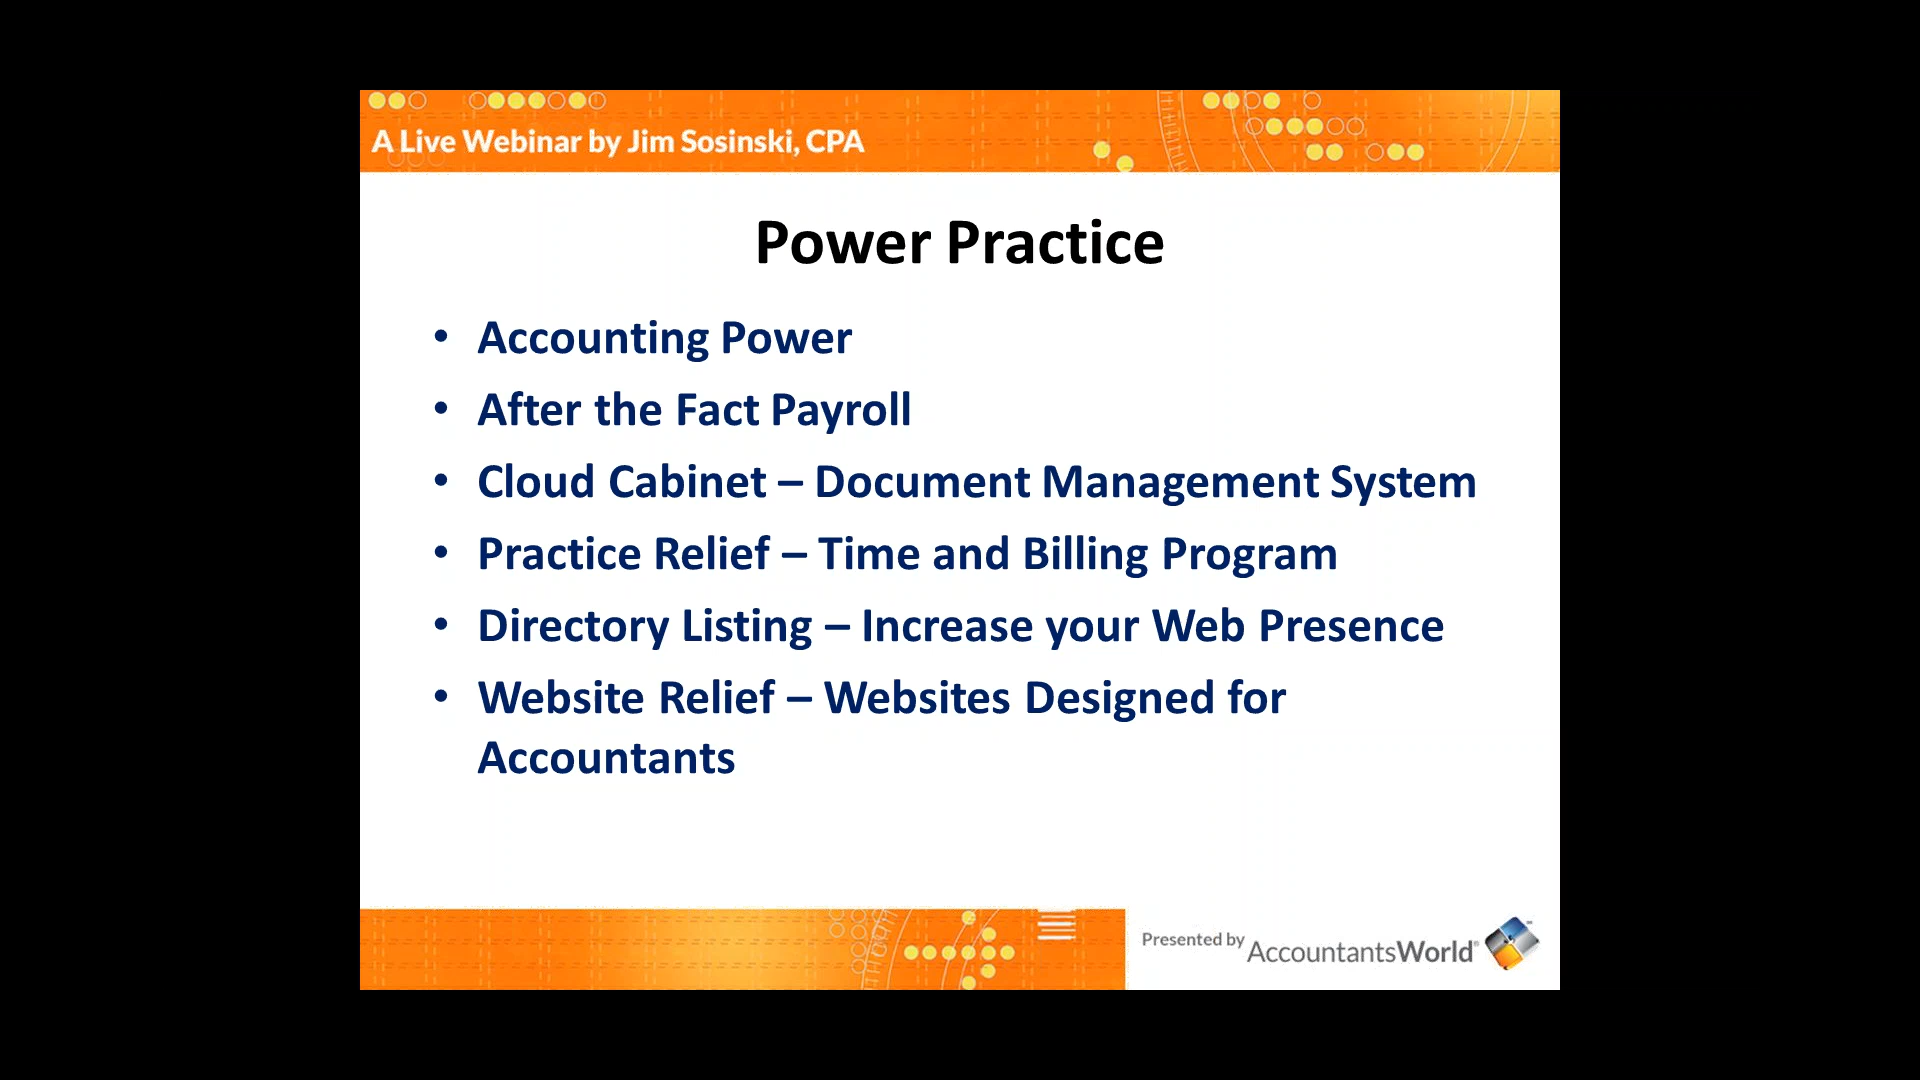 A Live Webinar by Jim Sosinski, CPA
Power Practice
• Accounting Power
• After the Fact Payroll
• Cloud Cabinet – Document Management System
• Practice Relief – Time and Billing Program
• Directory Listing – Increase your Web Presence
• Website Relief – Websites Designed for
Accountants
Presented by AccountantsWorld®